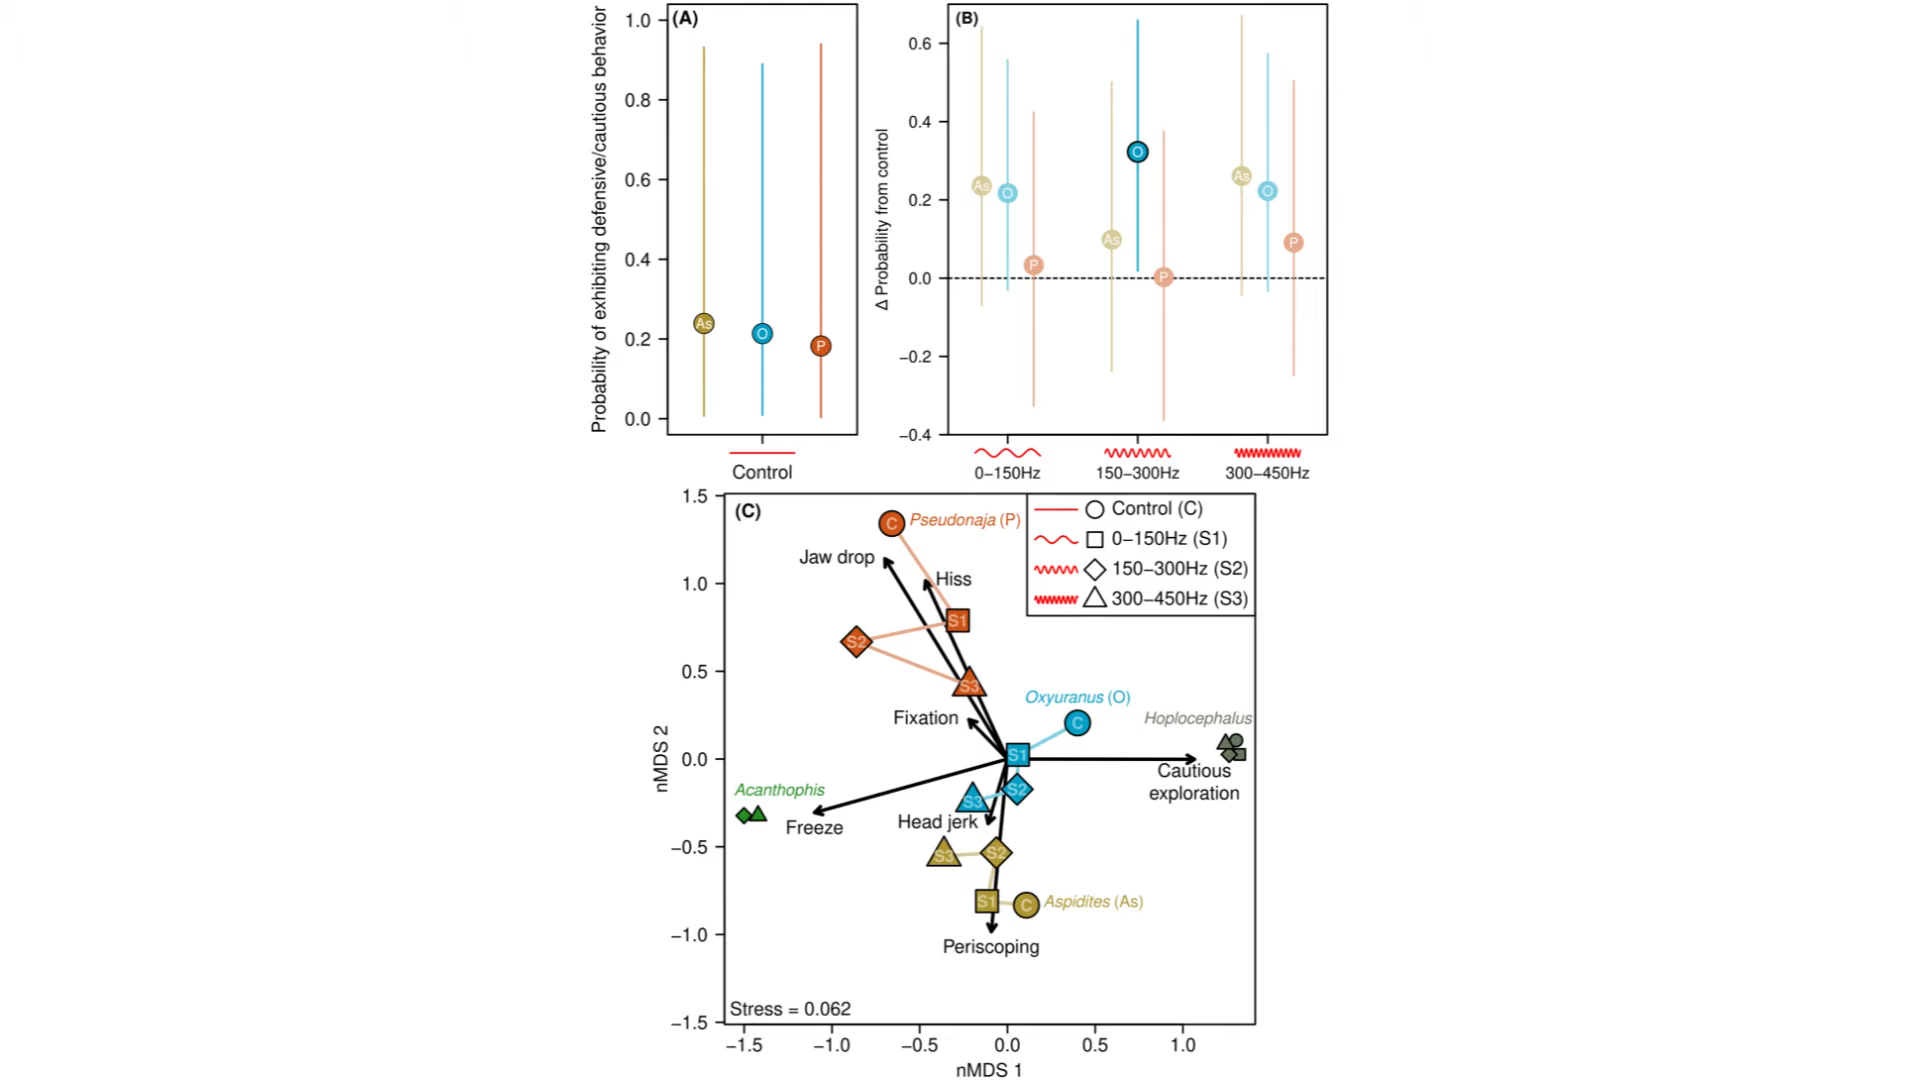 (A)
Probability of exhibiting defensive/cautious behavior
1.0
0.8
0.6
0.4
0.2
0.0
As
O
P
Control
(B)
Δ Probability from control
0.6
0.4
0.2
0.0
−0.2
−0.4
As
O
P
As
O
P
As
O
P
0−150Hz
150−300Hz
300−450Hz
(C)
nMDS 2
1.5
1.0
0.5
0.0
−0.5
−1.0
−1.5
Control (C)
0−150Hz (S1)
150−300Hz (S2)
300−450Hz (S3)
C
Pseudonaja (P)
Jaw drop
Hiss
S1
S2
S3
Oxyuranus (O)
Fixation
C
Hoplocephalus
S1
Cautious
exploration
Acanthophis
S2
S3
Freeze
Head jerk
S3
S2
S1
C
Aspidites (As)
Periscoping
Stress = 0.062
−1.5
−1.0
−0.5
0.0
0.5
1.0
nMDS 1